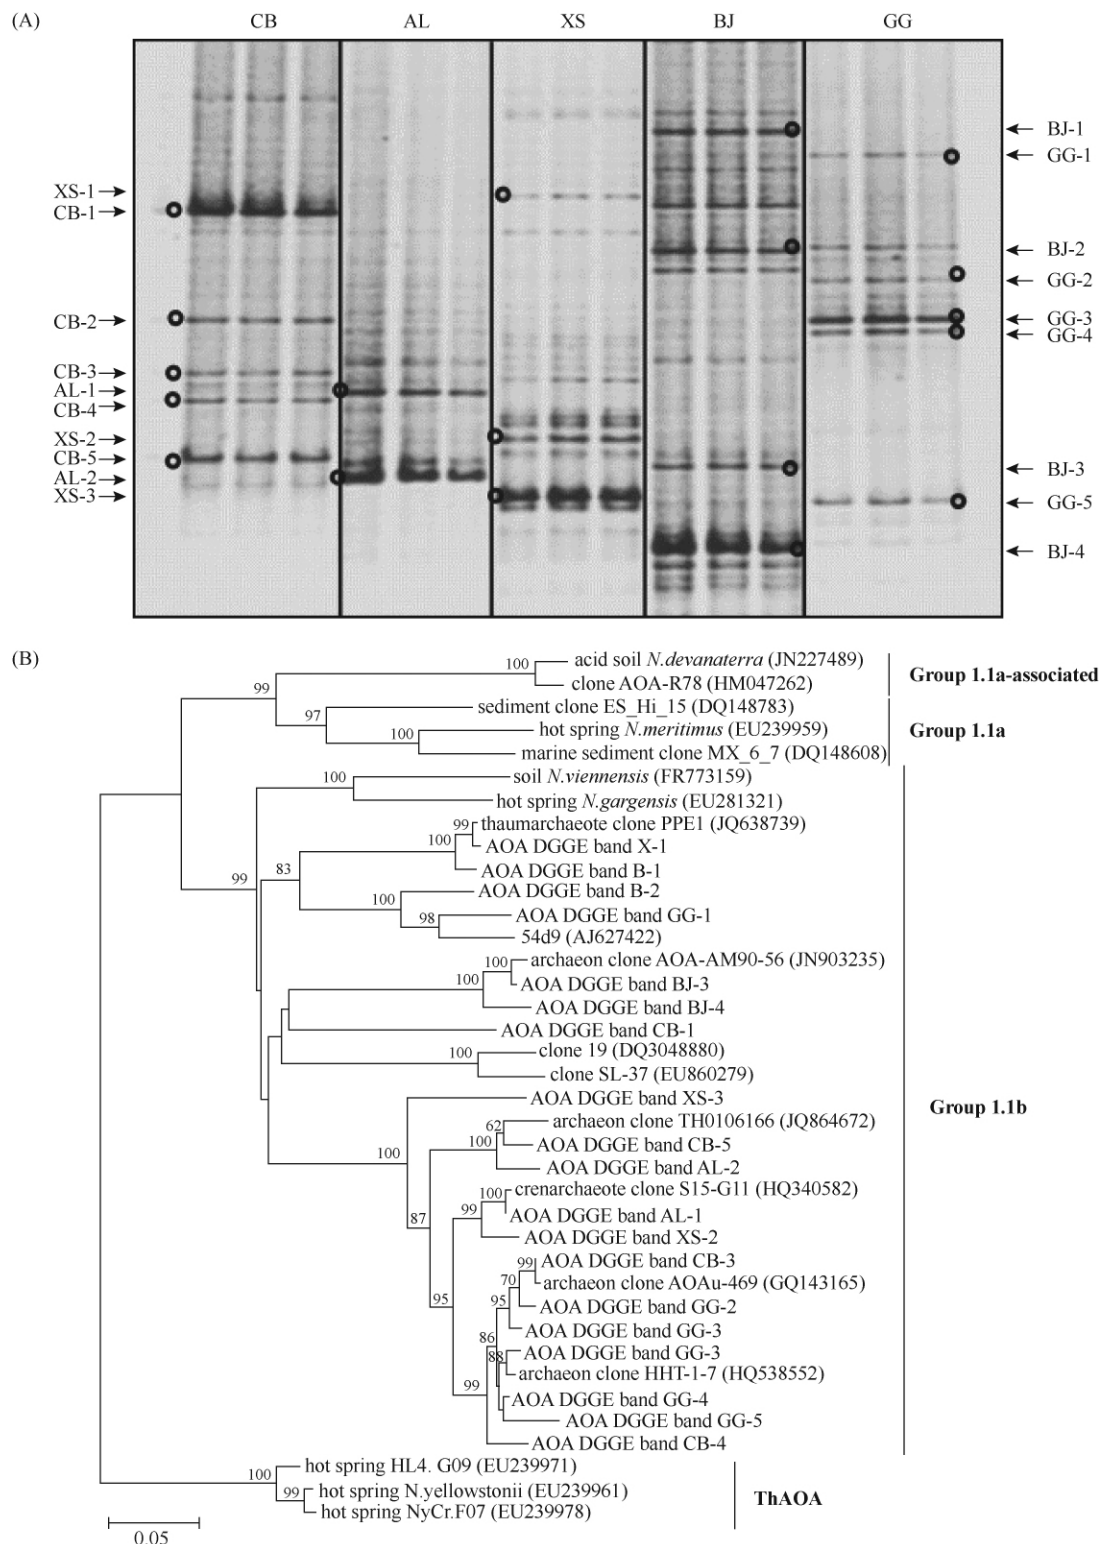 (A)
CB AL XS BJ GG
XS-1
CB-1
CB-2
CB-3
AL-1
CB-4
XS-2
CB-5
AL-2
XS-3
BJ-1
GG-1
BJ-2
GG-2
GG-3
GG-4
BJ-3
GG-5
BJ-4
(B)
100 acid soil N.devanaterra (JN227489)
clone AOA-R78 (HM047262)
Group 1.1a-associated
99
97 sediment clone ES_Hi_15 (DQ148783)
100 hot spring N.meritimus (EU239959)
marine sediment clone MX_6_7 (DQ148608)
Group 1.1a
100 soil N.viennensis (FR773159)
hot spring N.gargensis (EU281321)
99 thaumarchaeote clone PPE1 (JQ638739)
100 AOA DGGE band X-1
AOA DGGE band B-1
99 83
AOA DGGE band B-2
100
98 AOA DGGE band GG-1
54d9 (AJ627422)
100 archaeon clone AOA-AM90-56 (JN903235)
100 AOA DGGE band BJ-3
AOA DGGE band BJ-4
AOA DGGE band CB-1
100 clone 19 (DQ3048880)
clone SL-37 (EU860279)
AOA DGGE band XS-3
Group 1.1b
62 archaeon clone TH0106166 (JQ864672)
100 100 AOA DGGE band CB-5
AOA DGGE band AL-2
100 crenarchaeote clone S15-G11 (HQ340582)
87 99 AOA DGGE band AL-1
AOA DGGE band XS-2
99 AOA DGGE band CB-3
70 archaeon clone AOAu-469 (GQ143165)
95 95 AOA DGGE band GG-2
AOA DGGE band GG-3
86 AOA DGGE band GG-3
88 archaeon clone HHT-1-7 (HQ538552)
99 AOA DGGE band GG-4
AOA DGGE band GG-5
AOA DGGE band CB-4
100 hot spring HL4. G09 (EU239971)
99 hot spring N.yellowstonii (EU239961)
hot spring NyCr.F07 (EU239978)
ThAOA
0.05